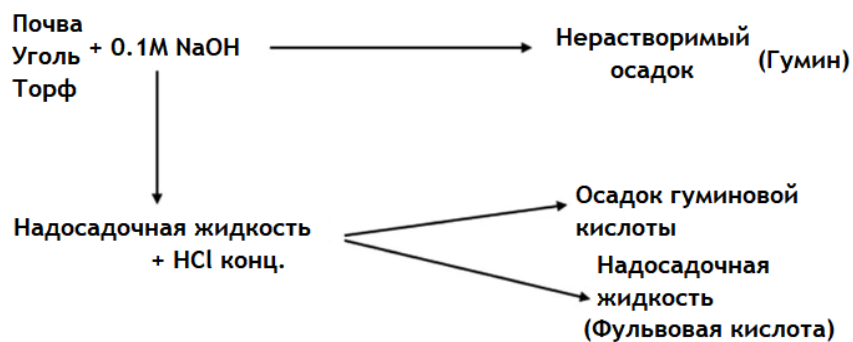 Почва
Уголь + 0.1M NaOH
Торф
Нерастворимый
осадок (Гумин)
Надосадочная жидкость
+ HCl конц.
Осадок гуминовой
кислоты
Надосадочная
жидкость
(Фульвовая кислота)